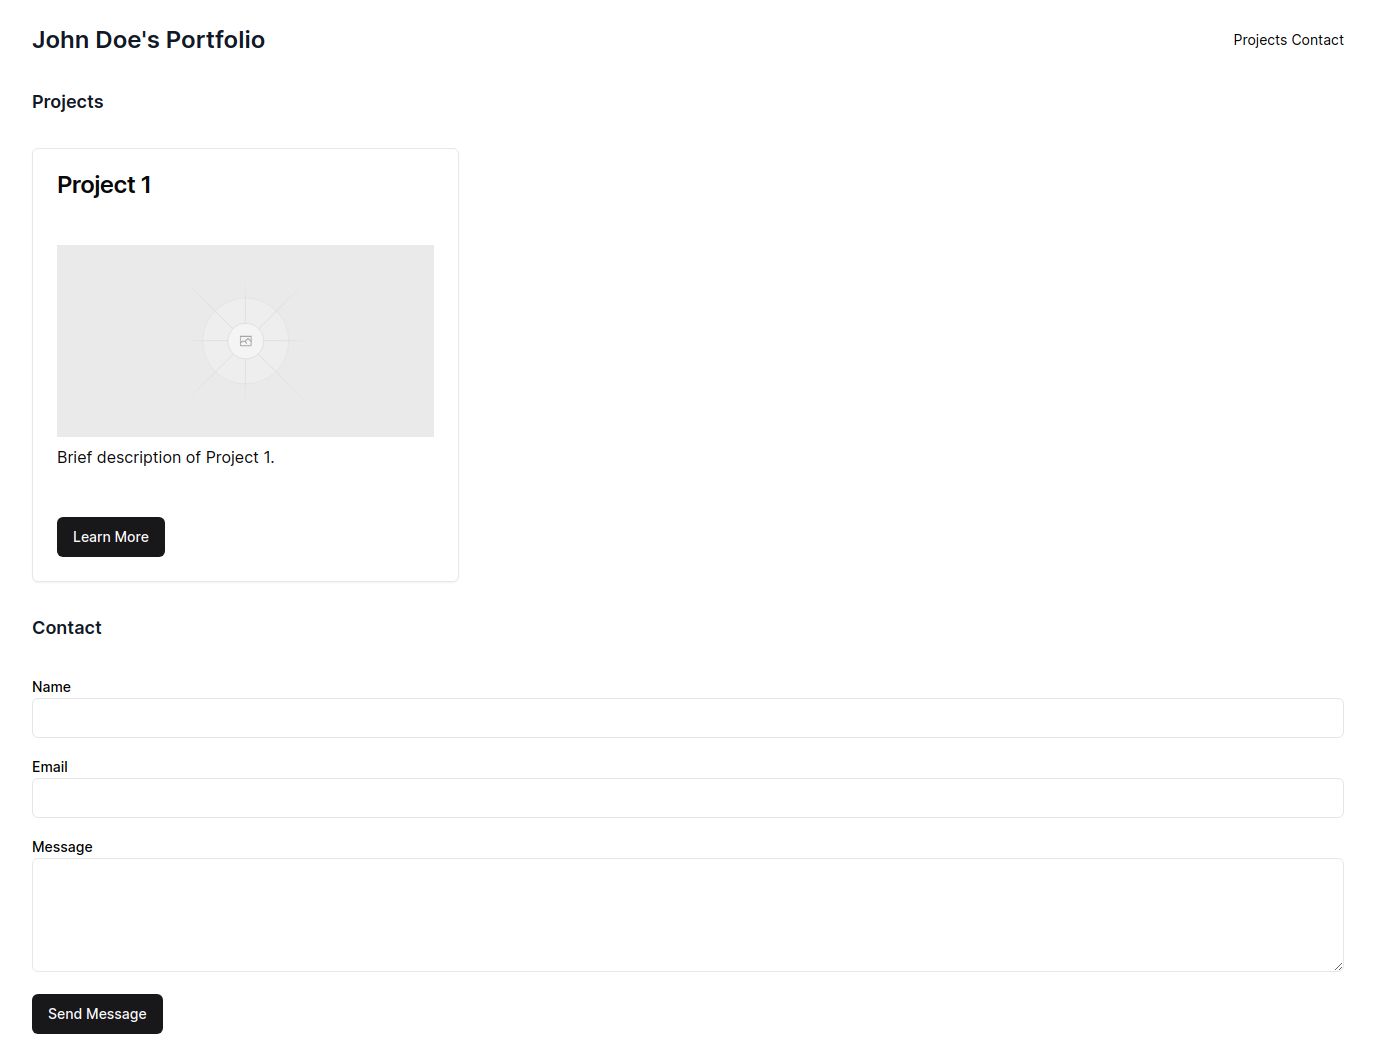 John Doe's Portfolio
Projects Contact
Projects
Project 1
Brief description of Project 1.
Learn More
Contact
Name
Email
Message
Send Message